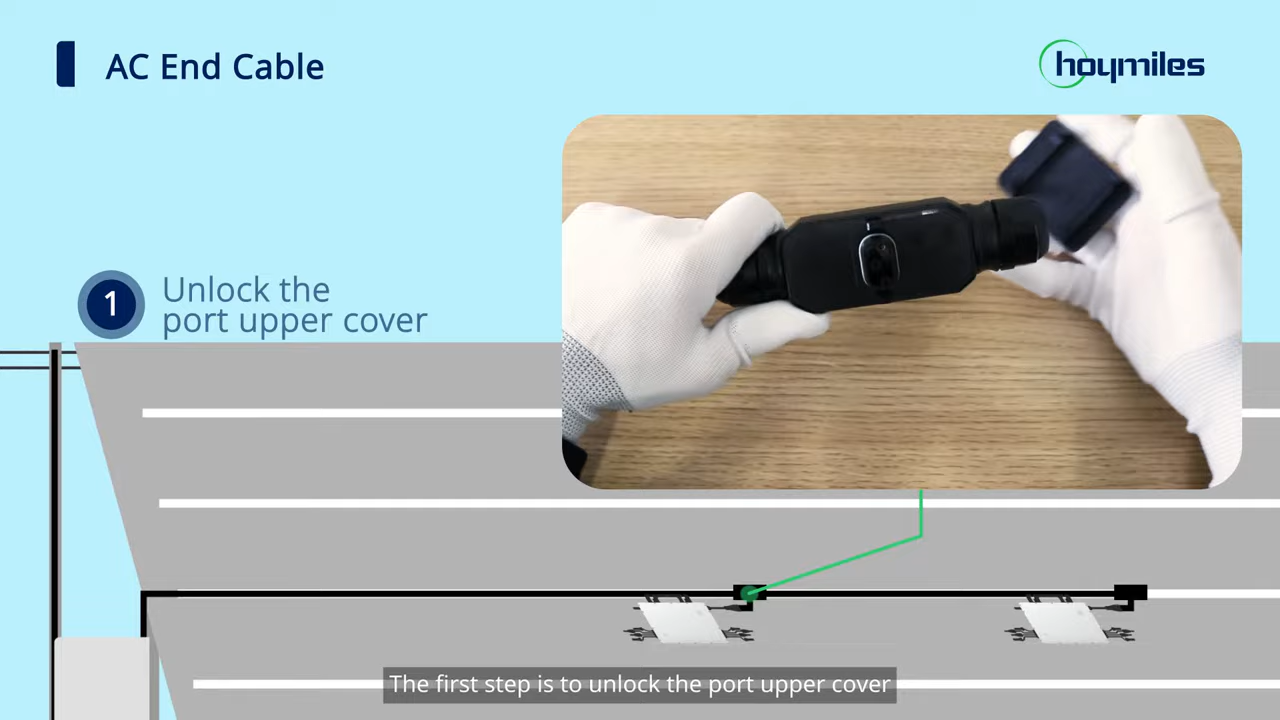 AC End Cable
hoymiles
1
Unlock the
port upper cover
The first step is to unlock the port upper cover